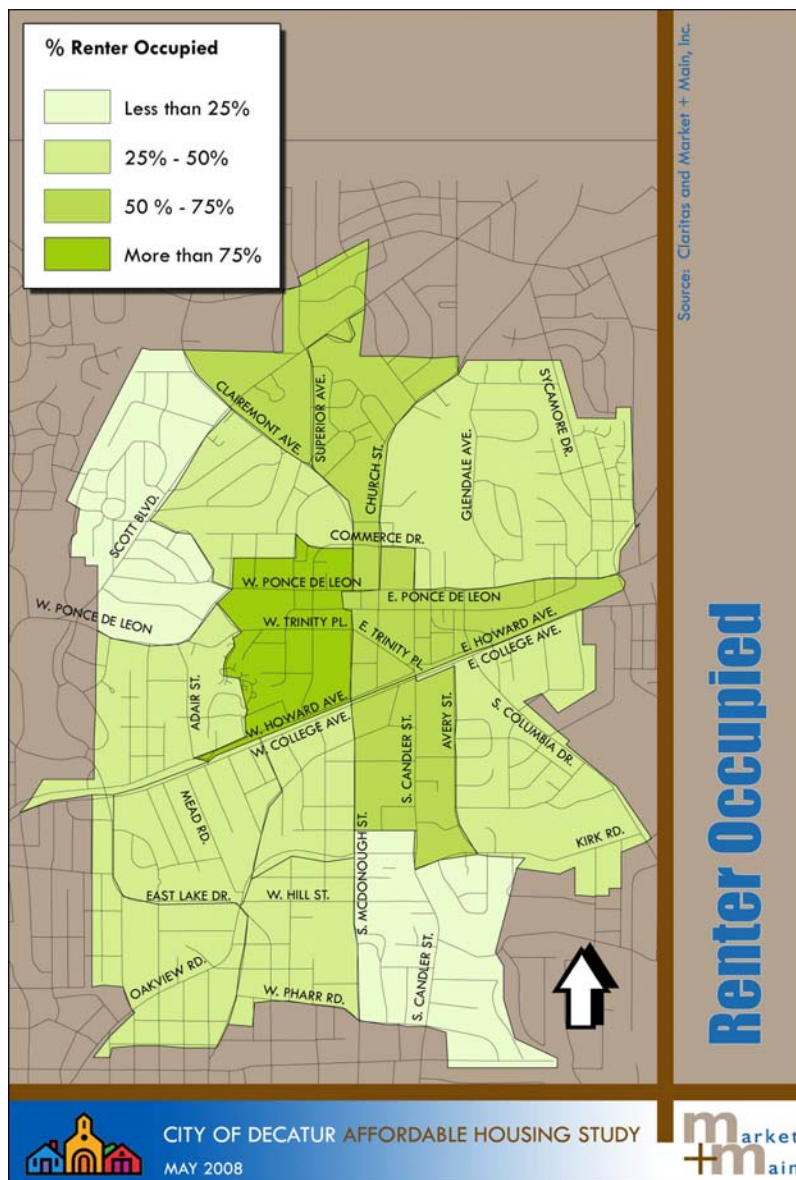 % Renter Occupied
Less than 25%
25% - 50%
50 % - 75%
More than 75%
Source: Claritas and Market + Main, Inc.
CLAIREMONT AVE.
SUPERIOR AVE.
CHURCH ST.
GLENDALE AVE.
SYCAMORE DR.
SCOTT BLVD.
COMMERCE DR.
W. PONCE DE LEON
W. PONCE DE LEON
E. PONCE DE LEON
W. TRINITY PL.
E. TRINITY PL.
E. HOWARD AVE.
E. COLLEGE AVE.
ADAIR ST.
W. HOWARD AVE.
W. COLLEGE AVE.
S. CANDLER ST.
AVERY ST.
S. COLUMBIA DR.
MEAD RD.
KIRK RD.
S. MCDONOUGH ST.
EAST LAKE DR.
W. HILL ST.
OAKVIEW RD.
W. PHARR RD.
S. CANDLER ST.
Renter Occupied
CITY OF DECATUR AFFORDABLE HOUSING STUDY
MAY 2008
market
+main